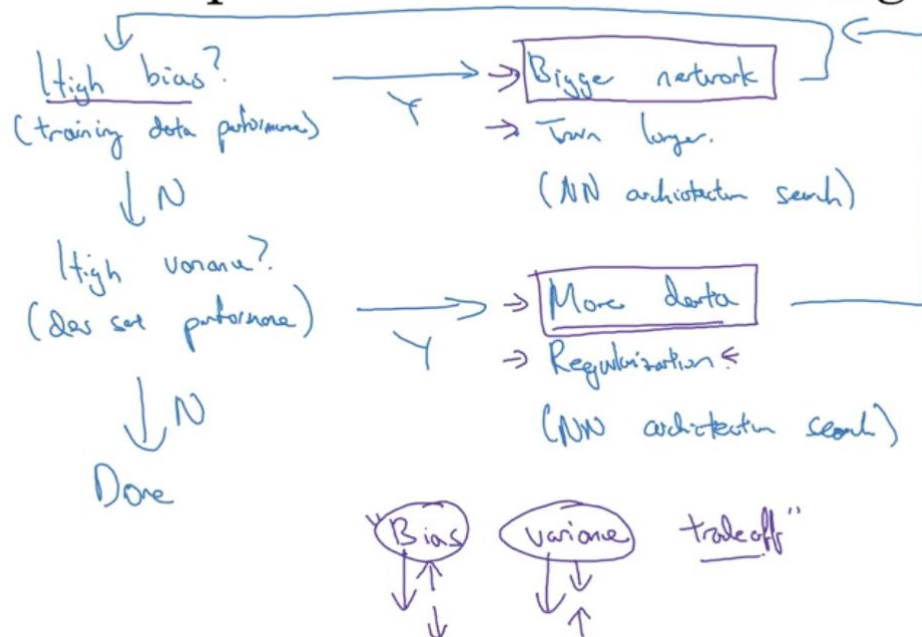 High bias?
(training data performance)
Y
Bigger network
Train longer.
(NN architecture search)
N
High variance?
(dev set performance)
Y
More data
Regularization
(NN architecture search)
N
Done
"Bias variance tradeoff"